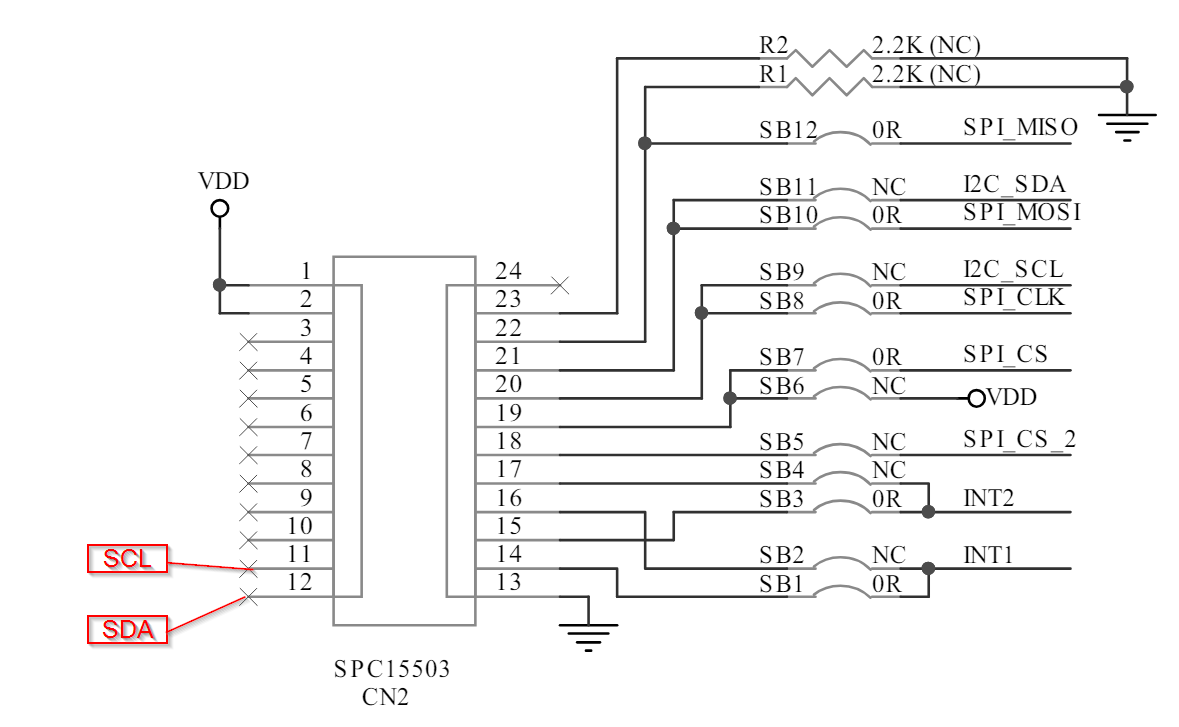 R2 2.2K (NC)
R1 2.2K (NC)
SB12 0R SPI_MISO
VDD
SB11 NC I2C_SDA
SB10 0R SPI_MOSI
1 24 SB9 NC I2C_SCL
2 23 SB8 0R SPI_CLK
3 22
4 21 SB7 0R SPI_CS
5 20 SB6 NC VDD
6 19
7 18 SB5 NC SPI_CS_2
8 17 SB4 NC
9 16 SB3 0R INT2
10 15
SCL 11 14 SB2 NC INT1
12 13 SB1 0R
SDA
SPC15503
CN2